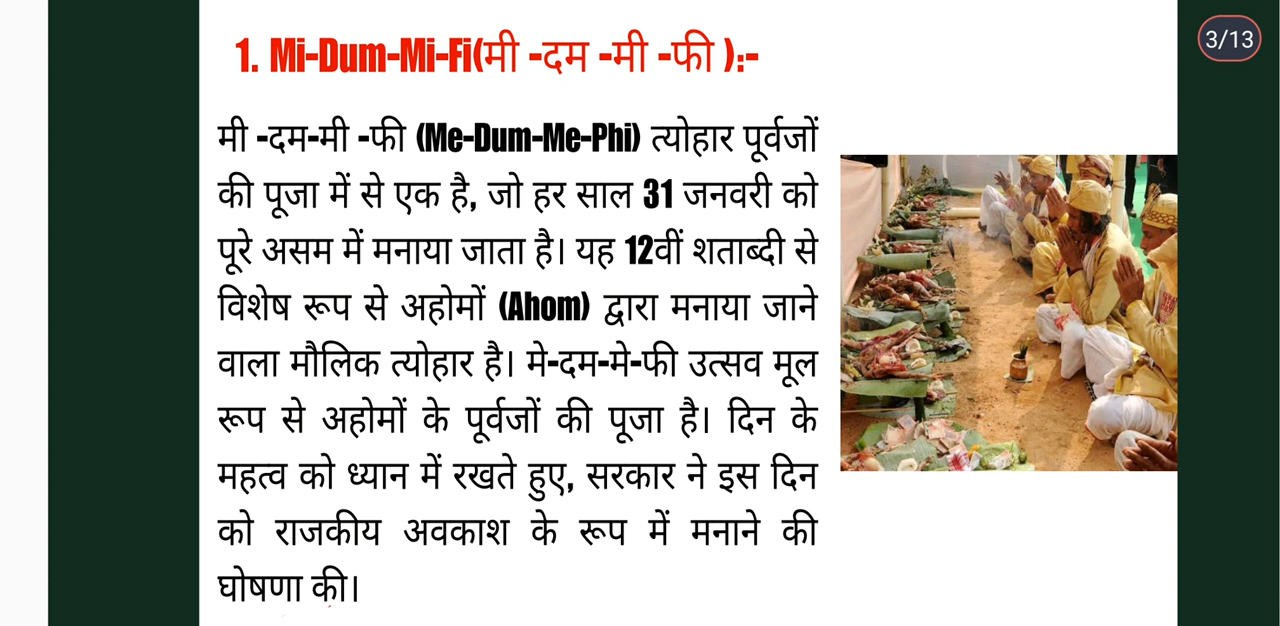 1. Mi-Dum-Mi-Fi(मी -दम -मी -फी ):-
3/13
मी -दम-मी -फी (Me-Dum-Me-Phi) त्योहार पूर्वजों
की पूजा में से एक है, जो हर साल 31 जनवरी को
पूरे असम में मनाया जाता है। यह 12वीं शताब्दी से
विशेष रूप से अहोमों (Ahom) द्वारा मनाया जाने
वाला मौलिक त्योहार है। मे-दम-मे-फी उत्सव मूल
रूप से अहोमों के पूर्वजों की पूजा है। दिन के
महत्व को ध्यान में रखते हुए, सरकार ने इस दिन
को राजकीय अवकाश के रूप में मनाने की
घोषणा की।